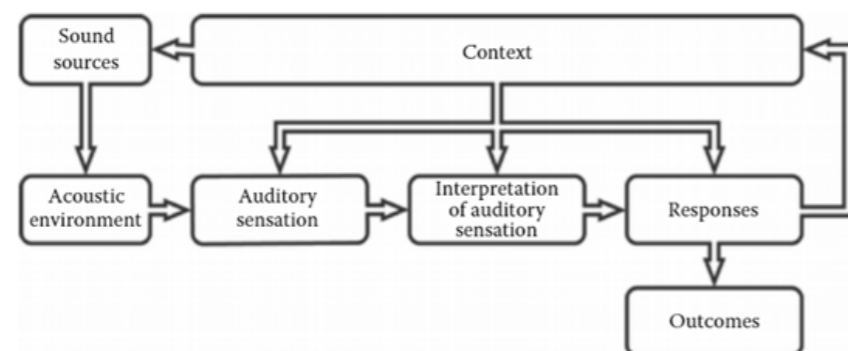 Sound
sources
Context
Acoustic
environment
Auditory
sensation
Interpretation
of auditory
sensation
Responses
Outcomes